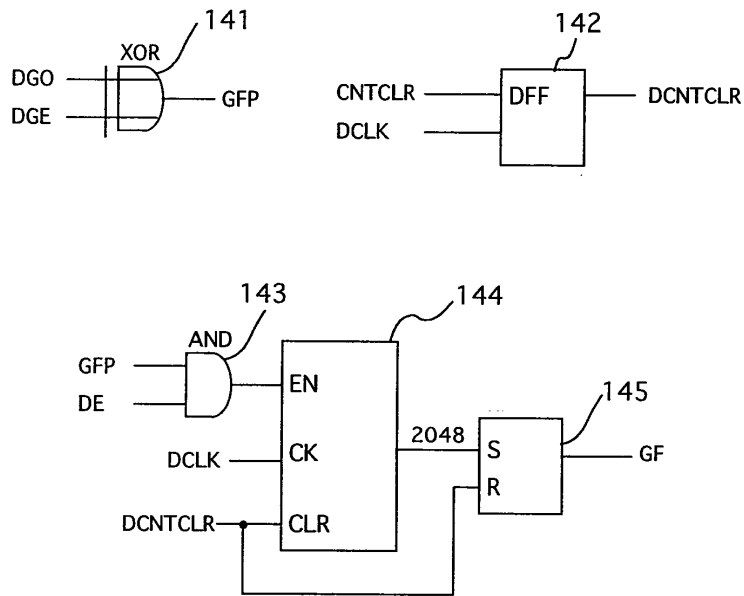 141
XOR
DGO
DGE
GFP
142
CNTCLR
DCLK
DFF
DCNTCLR
143
AND
GFP
DE
144
EN
CK
CLR
DCLK
DCNTCLR
2048
145
S
R
GF